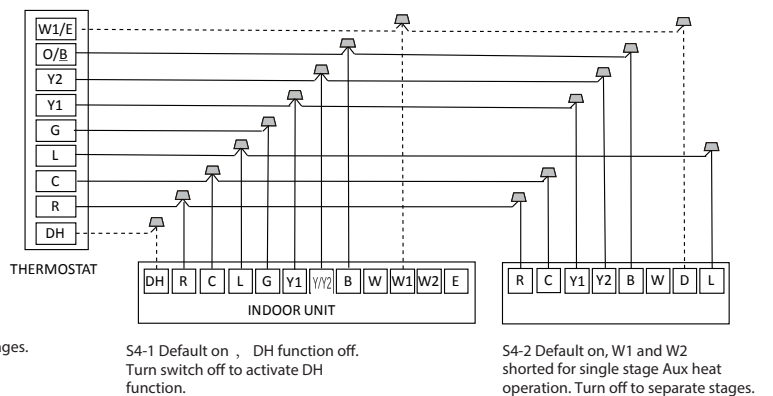 W1/E
O/B
Y2
Y1
G
L
C
R
DH
THERMOSTAT
DH R C L G Y1 Y/Y2 B W W1 W2 E
INDOOR UNIT
R C Y1 Y2 B W D L
ges.
S4-1 Default on , DH function off.
Turn switch off to activate DH
function.
S4-2 Default on, W1 and W2
shorted for single stage Aux heat
operation. Turn off to separate stages.